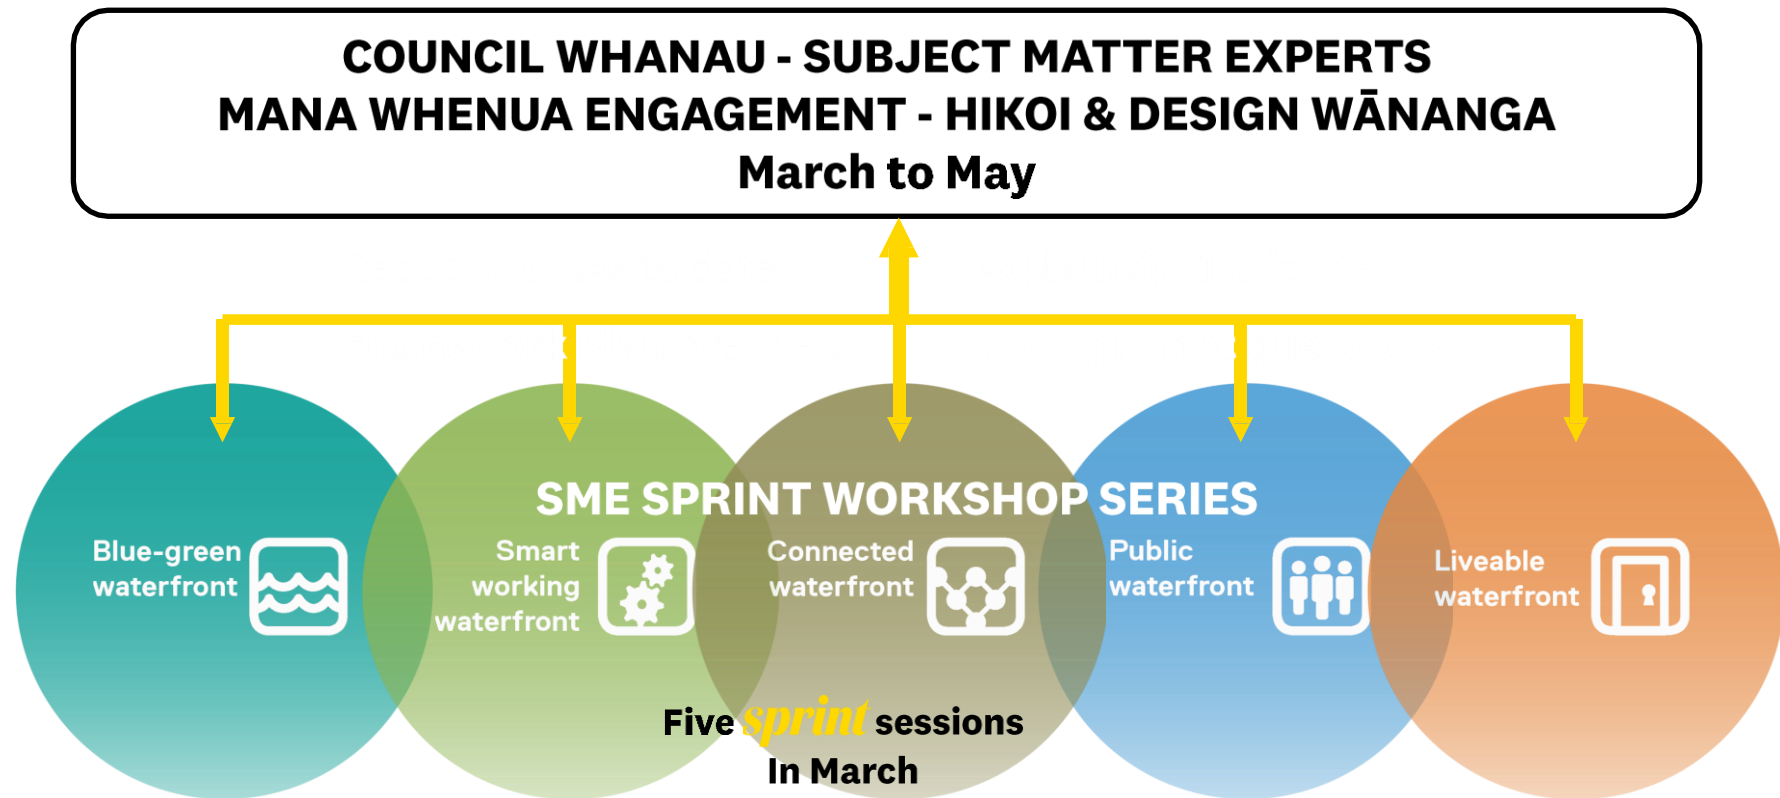 COUNCIL WHANAU - SUBJECT MATTER EXPERTS
MANA WHENUA ENGAGEMENT - HIKOI & DESIGN WĀNANGA
March to May
SME SPRINT WORKSHOP SERIES
Blue-green
waterfront
Smart
working
waterfront
Connected
waterfront
Public
waterfront
Liveable
waterfront
Five sprint sessions
In March